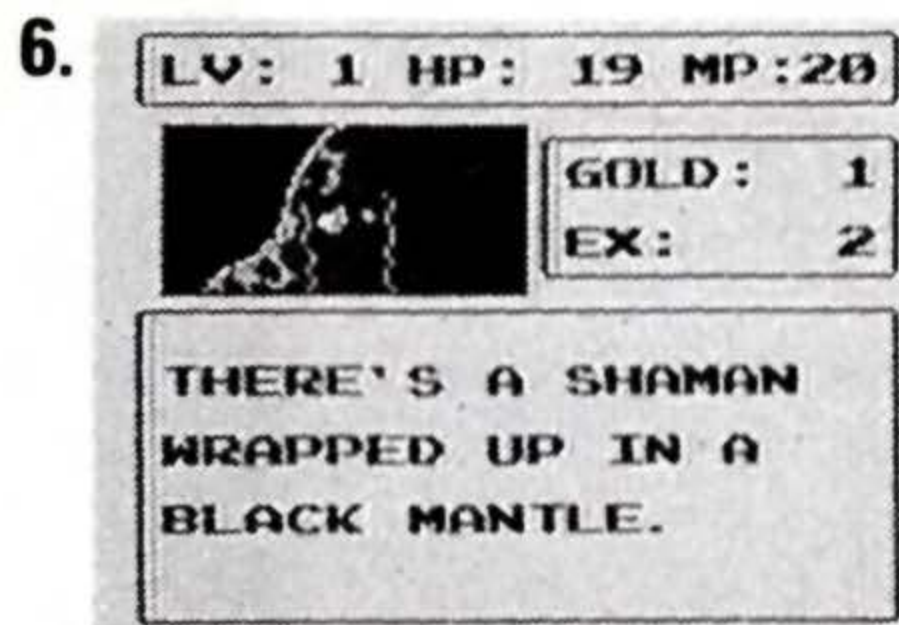 6.
LV: 1 HP: 19 MP:20
GOLD: 1
EX: 2
THERE'S A SHAMAN
WRAPPED UP IN A
BLACK MANTLE.